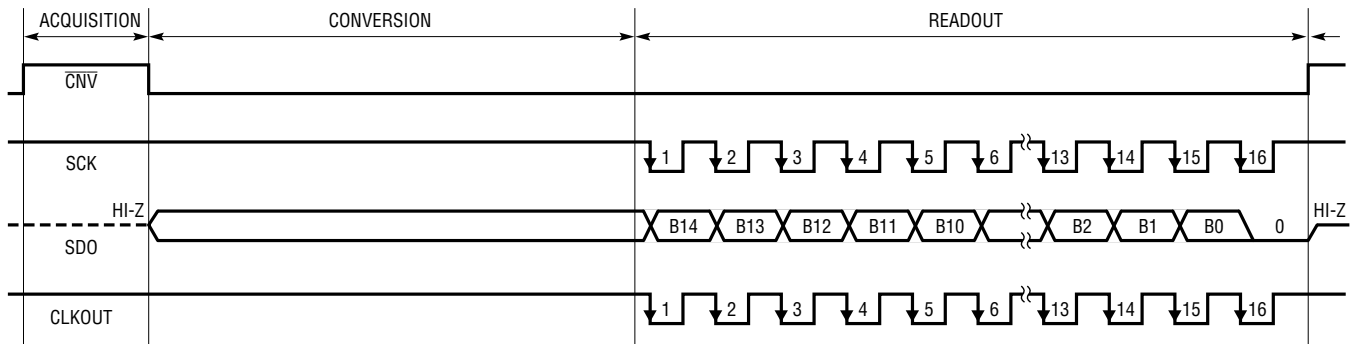 ACQUISITION CONVERSION READOUT
CNV
SCK 1 2 3 4 5 6 13 14 15 16
HI-Z B14 B13 B12 B11 B10 B2 B1 B0 0 HI-Z
SDO
CLKOUT 1 2 3 4 5 6 13 14 15 16